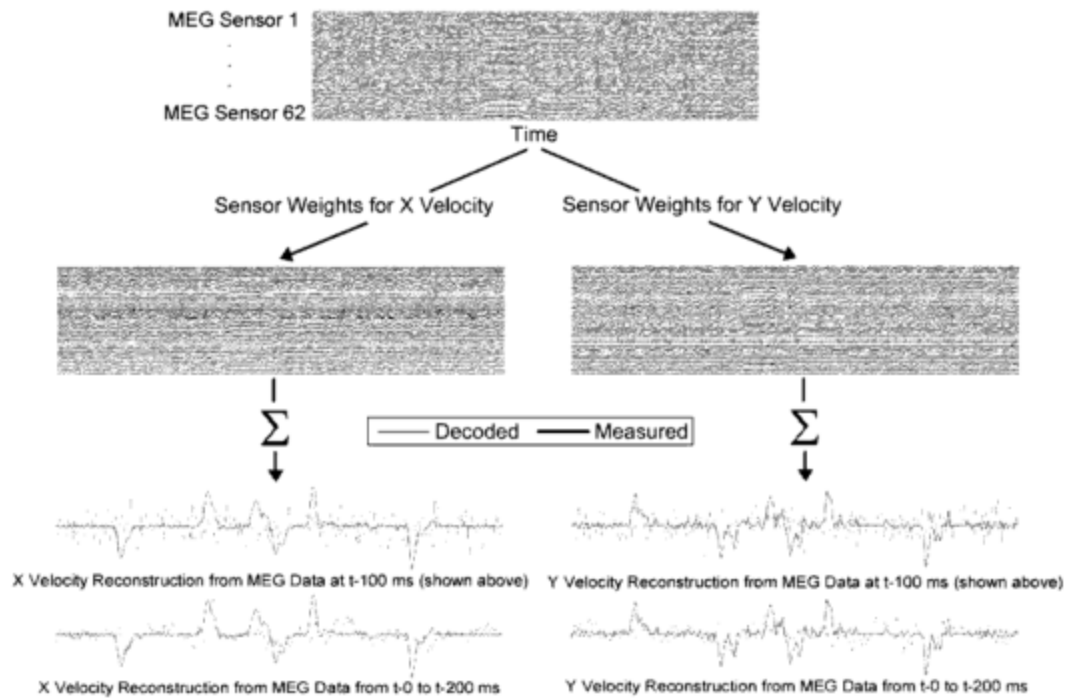 MEG Sensor 1
MEG Sensor 62
Time
Sensor Weights for X Velocity
Sensor Weights for Y Velocity
Σ
Decoded
Measured
Σ
X Velocity Reconstruction from MEG Data at t-100 ms (shown above)
Y Velocity Reconstruction from MEG Data at t-100 ms (shown above)
X Velocity Reconstruction from MEG Data from t-0 to t-200 ms
Y Velocity Reconstruction from MEG Data from t-0 to t-200 ms